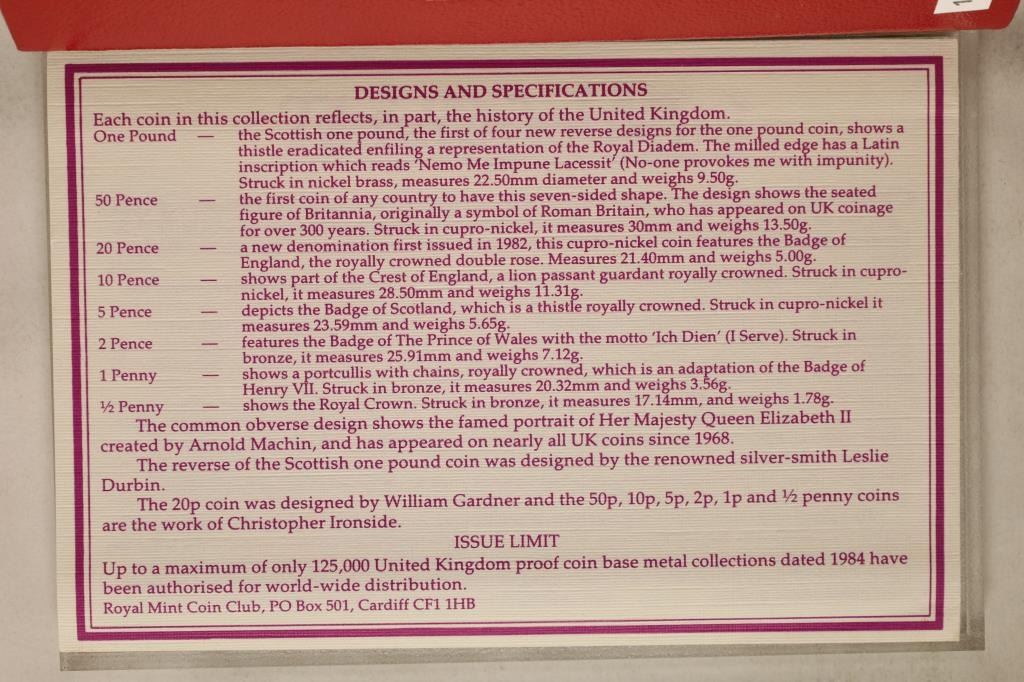 DESIGNS AND SPECIFICATIONS
Each coin in this collection reflects, in part, the history of the United Kingdom.
One Pound — the Scottish one pound, the first of four new reverse designs for the one pound coin, shows a
thistle eradicated enfiling a representation of the Royal Diadem. The milled edge has a Latin
inscription which reads 'Nemo Me Impune Lacessit' (No-one provokes me with impunity).
Struck in nickel brass, measures 22.50mm diameter and weighs 9.50g.
50 Pence — the first coin of any country to have this seven-sided shape. The design shows the seated
figure of Britannia, originally a symbol of Roman Britain, who has appeared on UK coinage
for over 300 years. Struck in cupro-nickel, it measures 30mm and weighs 13.50g.
20 Pence — a new denomination first issued in 1982, this cupro-nickel coin features the Badge of
England, the royally crowned double rose. Measures 21.40mm and weighs 5.00g.
10 Pence — shows part of the Crest of England, a lion passant guardant royally crowned. Struck in cupro-
nickel, it measures 28.50mm and weighs 11.31g.
5 Pence — depicts the Badge of Scotland, which is a thistle royally crowned. Struck in cupro-nickel it
measures 23.59mm and weighs 5.65g.
2 Pence — features the Badge of The Prince of Wales with the motto 'Ich Dien' (I Serve). Struck in
bronze, it measures 25.91mm and weighs 7.12g.
1 Penny — shows a portcullis with chains, royally crowned, which is an adaptation of the Badge of
Henry VII. Struck in bronze, it measures 20.32mm and weighs 3.56g.
½ Penny — shows the Royal Crown. Struck in bronze, it measures 17.14mm, and weighs 1.78g.
The common obverse design shows the famed portrait of Her Majesty Queen Elizabeth II
created by Arnold Machin, and has appeared on nearly all UK coins since 1968.
The reverse of the Scottish one pound coin was designed by the renowned silver-smith Leslie
Durbin.
The 20p coin was designed by William Gardner and the 50p, 10p, 5p, 2p, 1p and ½ penny coins
are the work of Christopher Ironside.
ISSUE LIMIT
Up to a maximum of only 125,000 United Kingdom proof coin base metal collections dated 1984 have
been authorised for world-wide distribution.
Royal Mint Coin Club, PO Box 501, Cardiff CF1 1HB